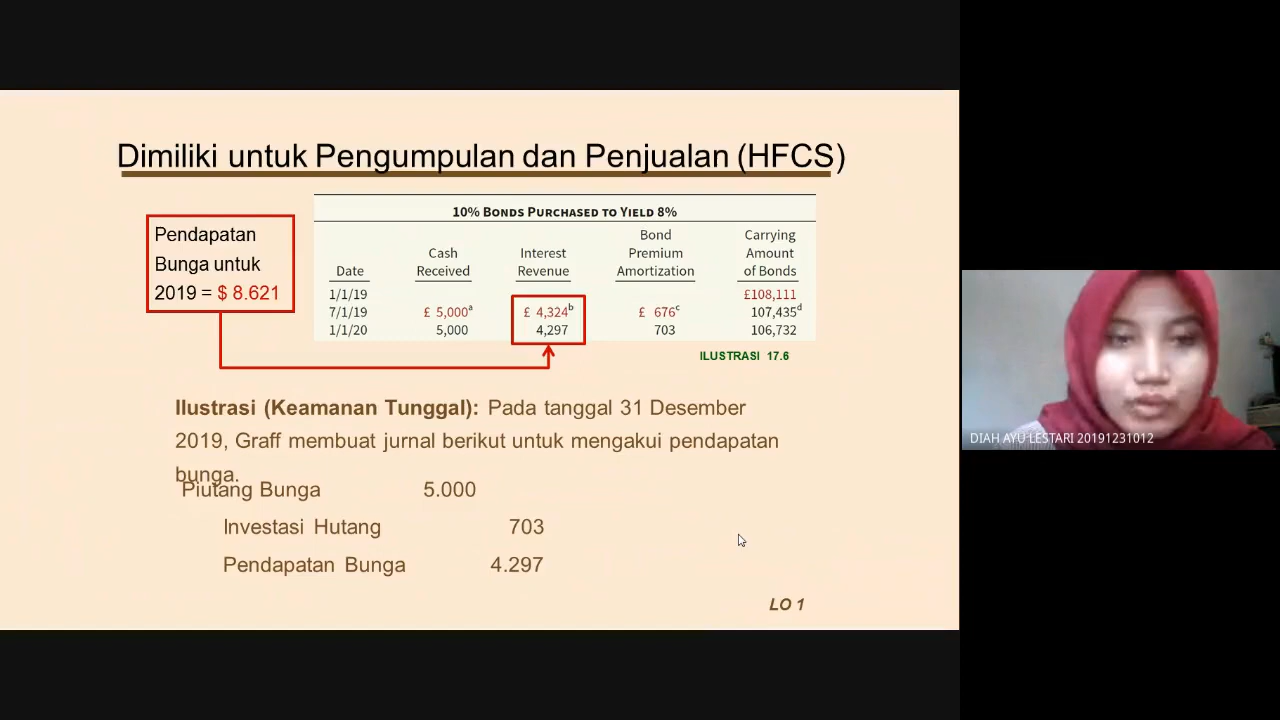 Dimiliki untuk Pengumpulan dan Penjualan (HFCS)
Pendapatan
Bunga untuk
2019 = $ 8.621
10% BONDS PURCHASED TO YIELD 8%
Date Cash Received Interest Revenue Bond Premium Amortization Carrying Amount of Bonds
1/1/19 £108,111
7/1/19 £ 5,000a £ 4,324b £ 676c 107,435d
1/1/20 5,000 4,297 703 106,732
ILUSTRASI 17.6
Ilustrasi (Keamanan Tunggal): Pada tanggal 31 Desember
2019, Graff membuat jurnal berikut untuk mengakui pendapatan
bunga.
Piutang Bunga 5.000
Investasi Hutang 703
Pendapatan Bunga 4.297
LO 1
DIAH AYU LESTARI 20191231012